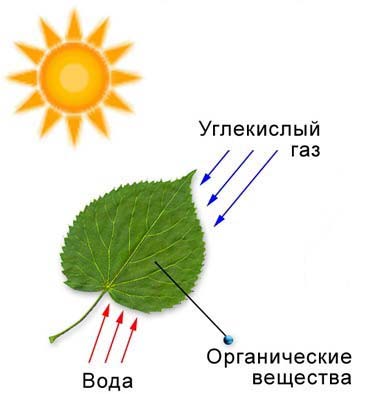 Углекислый
газ
Органические
вещества
Вода